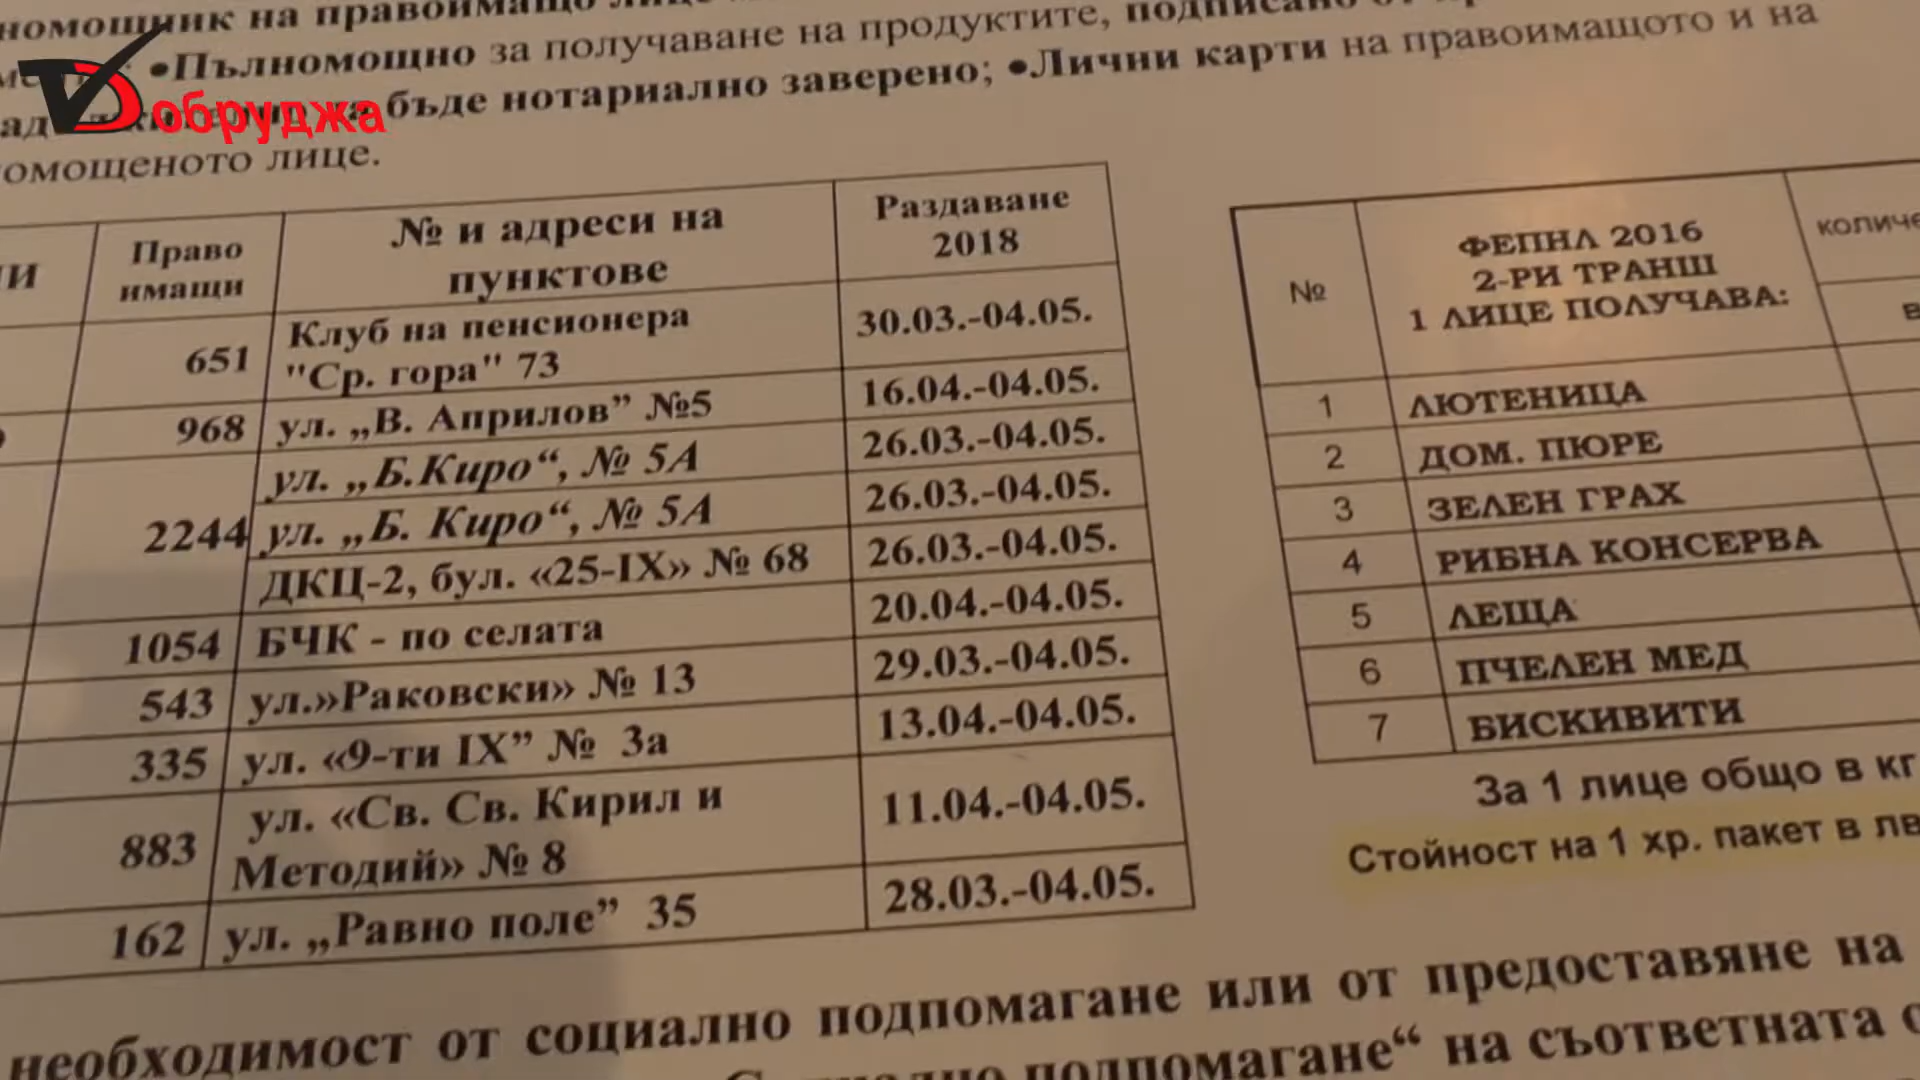 на правоимащо
•Пълномощно за получаване на продуктите, подписано от
бъде нотариално заверено; •Лични карти на правоимащото и на
омощеното лице.
Добруджа
Право имащи | № и адреси на пунктове | Раздаване 2018
651 | Клуб на пенсионера "Ср. гора" 73 | 30.03.-04.05.
968 | ул. „В. Априлов” №5 | 16.04.-04.05.
2244 | ул. „Б.Киро“, № 5А | 26.03.-04.05.
ул. „Б. Киро“, № 5А | 26.03.-04.05.
ДКЦ-2, бул. «25-IX» № 68 | 26.03.-04.05.
1054 | БЧК - по селата | 20.04.-04.05.
543 | ул.»Раковски» № 13 | 29.03.-04.05.
335 | ул. «9-ти IX” № 3а | 13.04.-04.05.
883 | ул. «Св. Св. Кирил и Методий» № 8 | 11.04.-04.05.
162 | ул. „Равно поле” 35 | 28.03.-04.05.
№ | ФЕПНЛ 2016 2-РИ ТРАНШ 1 ЛИЦЕ ПОЛУЧАВА: | количе
1 | ЛЮТЕНИЦА
2 | ДОМ. ПЮРЕ
3 | ЗЕЛЕН ГРАХ
4 | РИБНА КОНСЕРВА
5 | ЛЕЩА
6 | ПЧЕЛЕН МЕД
7 | БИСКИВИТИ
За 1 лице общо в кг
Стойност на 1 хр. пакет в лв
необходимост от социално подпомагане или от предоставяне на
подпомагане“ на съответната